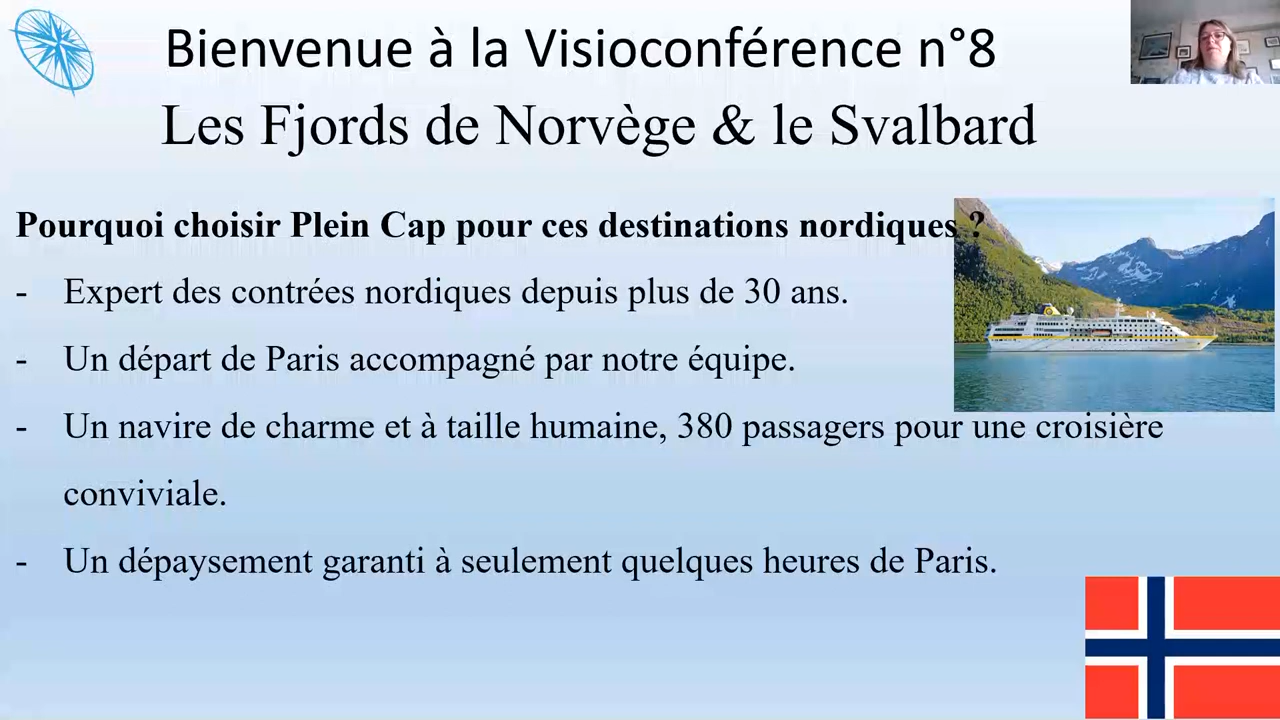 Bienvenue à la Visioconférence n°8
Les Fjords de Norvège & le Svalbard
Pourquoi choisir Plein Cap pour ces destinations nordiques ?
- Expert des contrées nordiques depuis plus de 30 ans.
- Un départ de Paris accompagné par notre équipe.
- Un navire de charme et à taille humaine, 380 passagers pour une croisière
conviviale.
- Un dépaysement garanti à seulement quelques heures de Paris.